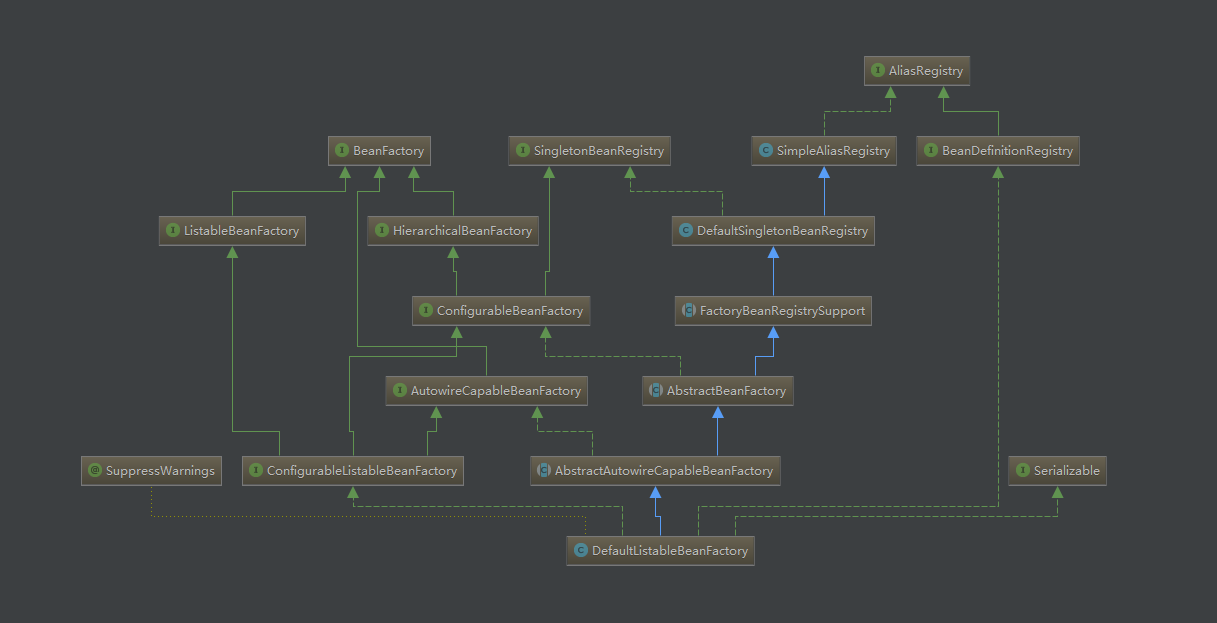 AliasRegistry
BeanFactory
SingletonBeanRegistry
SimpleAliasRegistry
BeanDefinitionRegistry
ListableBeanFactory
HierarchicalBeanFactory
DefaultSingletonBeanRegistry
ConfigurableBeanFactory
FactoryBeanRegistrySupport
AutowireCapableBeanFactory
AbstractBeanFactory
SuppressWarnings
ConfigurableListableBeanFactory
AbstractAutowireCapableBeanFactory
Serializable
DefaultListableBeanFactory